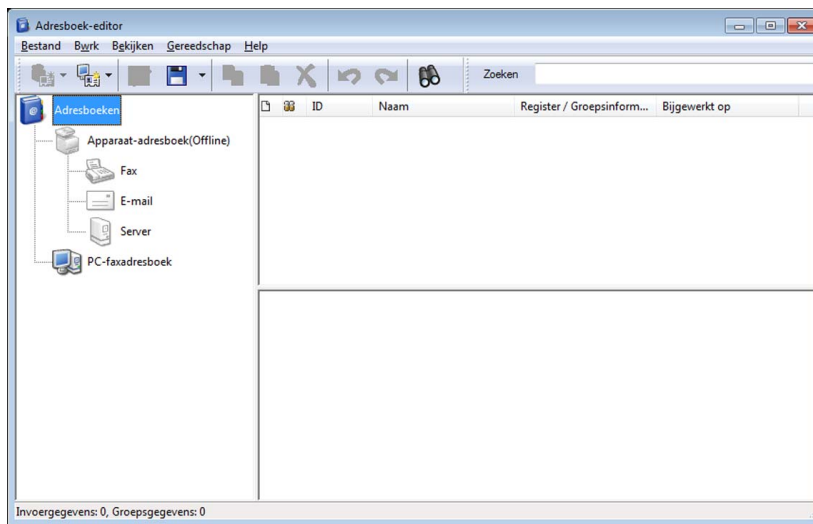 Adresboek-editor
Bestand Bwrk Bekijken Gereedschap Help
Zoeken
Adresboeken
Apparaat-adresboek(Offline)
Fax
E-mail
Server
PC-faxadresboek
ID Naam Register / Groepsinform... Bijgewerkt op
Invoergegevens: 0, Groepsgegevens: 0